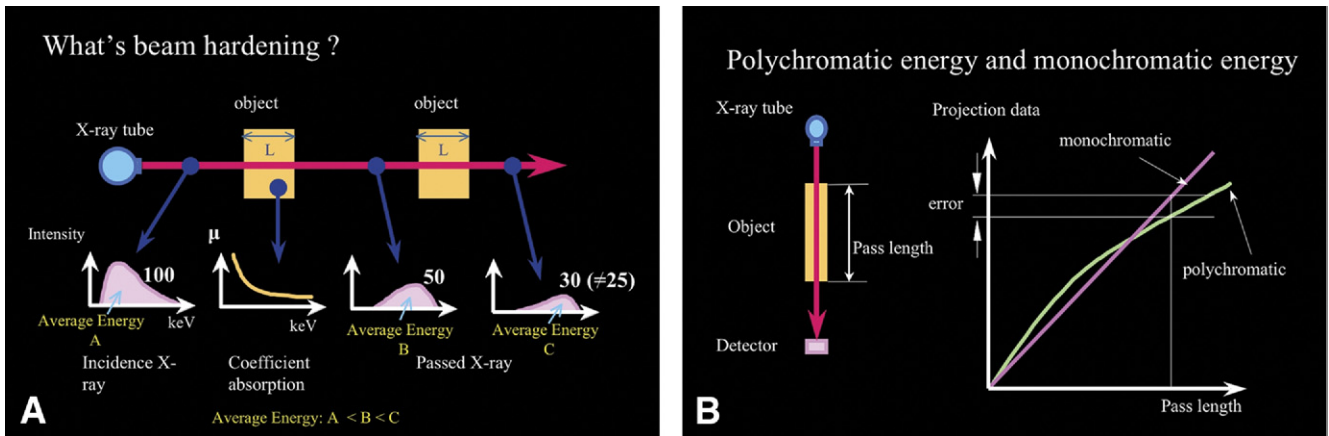 What's beam hardening ?
object
object
X-ray tube
L
L
Intensity
μ
100
50
30 (≠25)
keV
keV
Average Energy
A
Average Energy
B
Average Energy
C
Incidence X-
ray
Coefficient
absorption
Passed X-ray
Average Energy: A < B < C
A
Polychromatic energy and monochromatic energy
X-ray tube
Projection data
monochromatic
error
Object
Pass length
polychromatic
Detector
Pass length
B